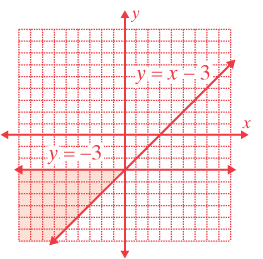 y
y = x − 3
x
y = −3